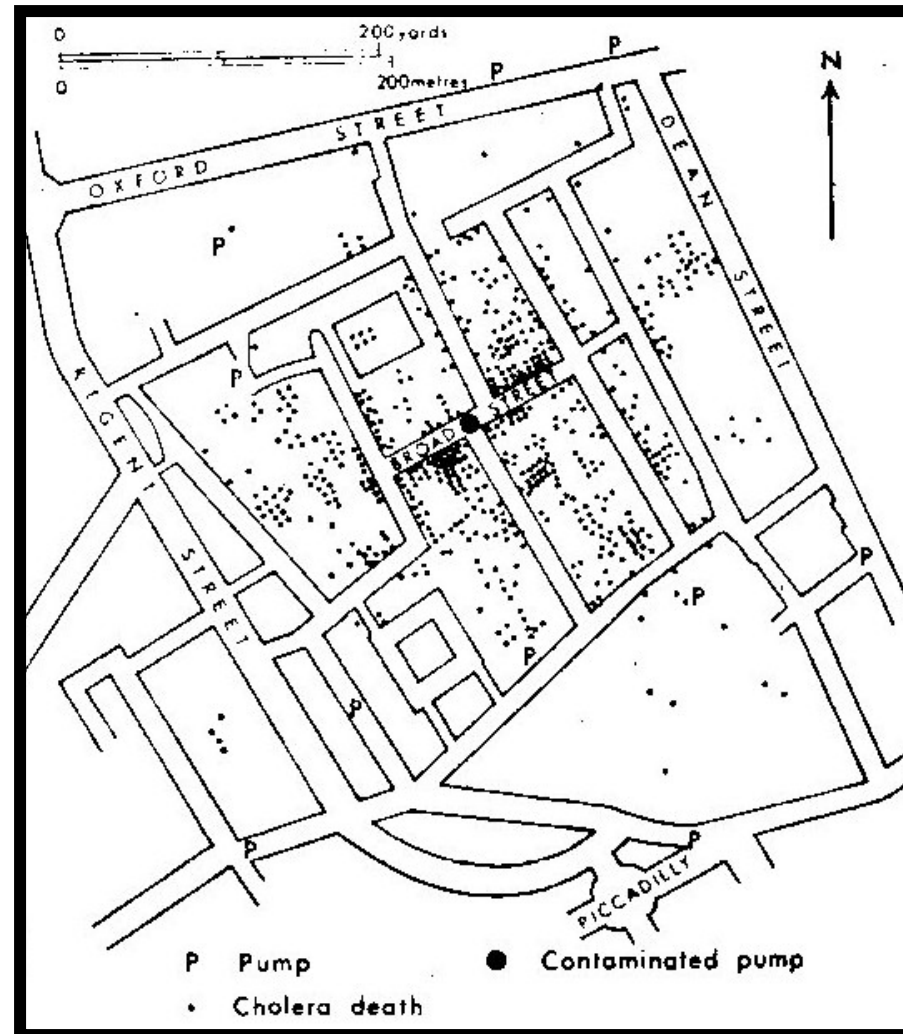 0 200 yards
0 200 metres
P
P
N
OXFORD STREET
DEAN STREET
P
P
REGENT STREET
BROAD STREET
P
P
P
P
P
P
PICCADILLY
P Pump
● Contaminated pump
• Cholera death